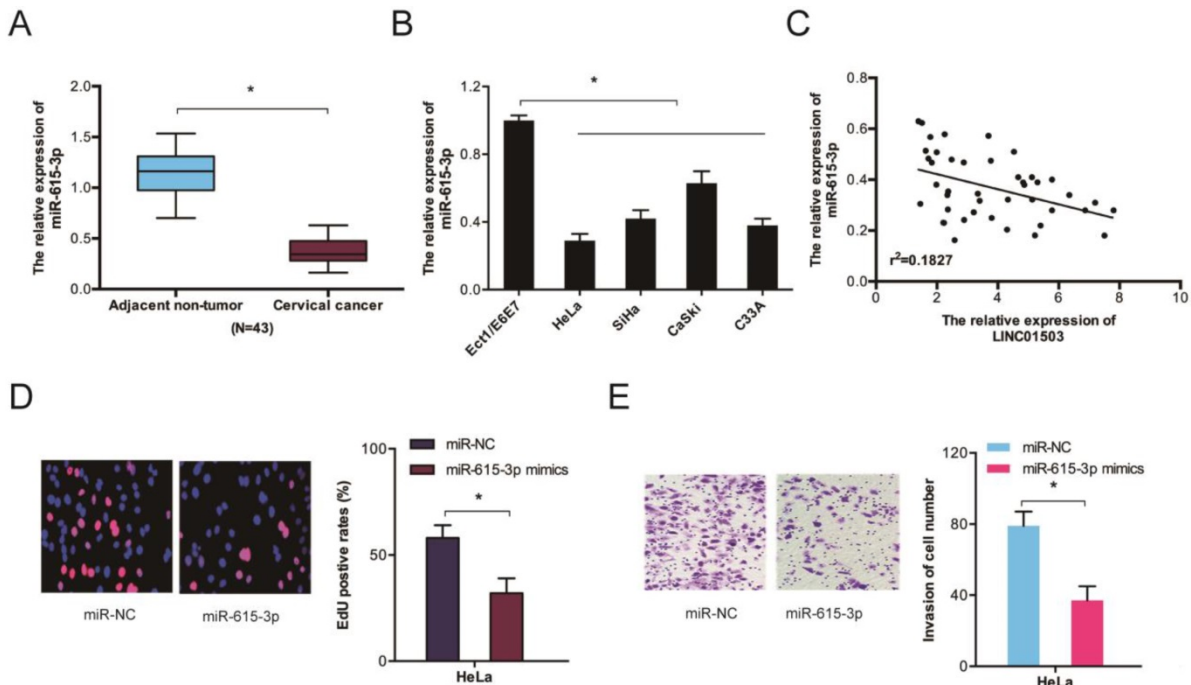 A
The relative expression of
miR-615-3p
2.0
1.5
1.0
0.5
0.0
*
Adjacent non-tumor
Cervical cancer
(N=43)
B
The relative expression of
miR-615-3p
1.2
0.8
0.4
0.0
*
Ect1/E6E7
HeLa
SiHa
CaSki
C33A
C
The relative expression of
miR-615-3p
0.8
0.6
0.4
0.2
0.0
r²=0.1827
0
2
4
6
8
10
The relative expression of
LINC01503
D
miR-NC
miR-615-3p
miR-NC
miR-615-3p mimics
EdU postive rates (%)
100
50
0
*
HeLa
E
miR-NC
miR-615-3p
miR-NC
miR-615-3p mimics
Invasion of cell number
120
80
40
0
*
HeLa